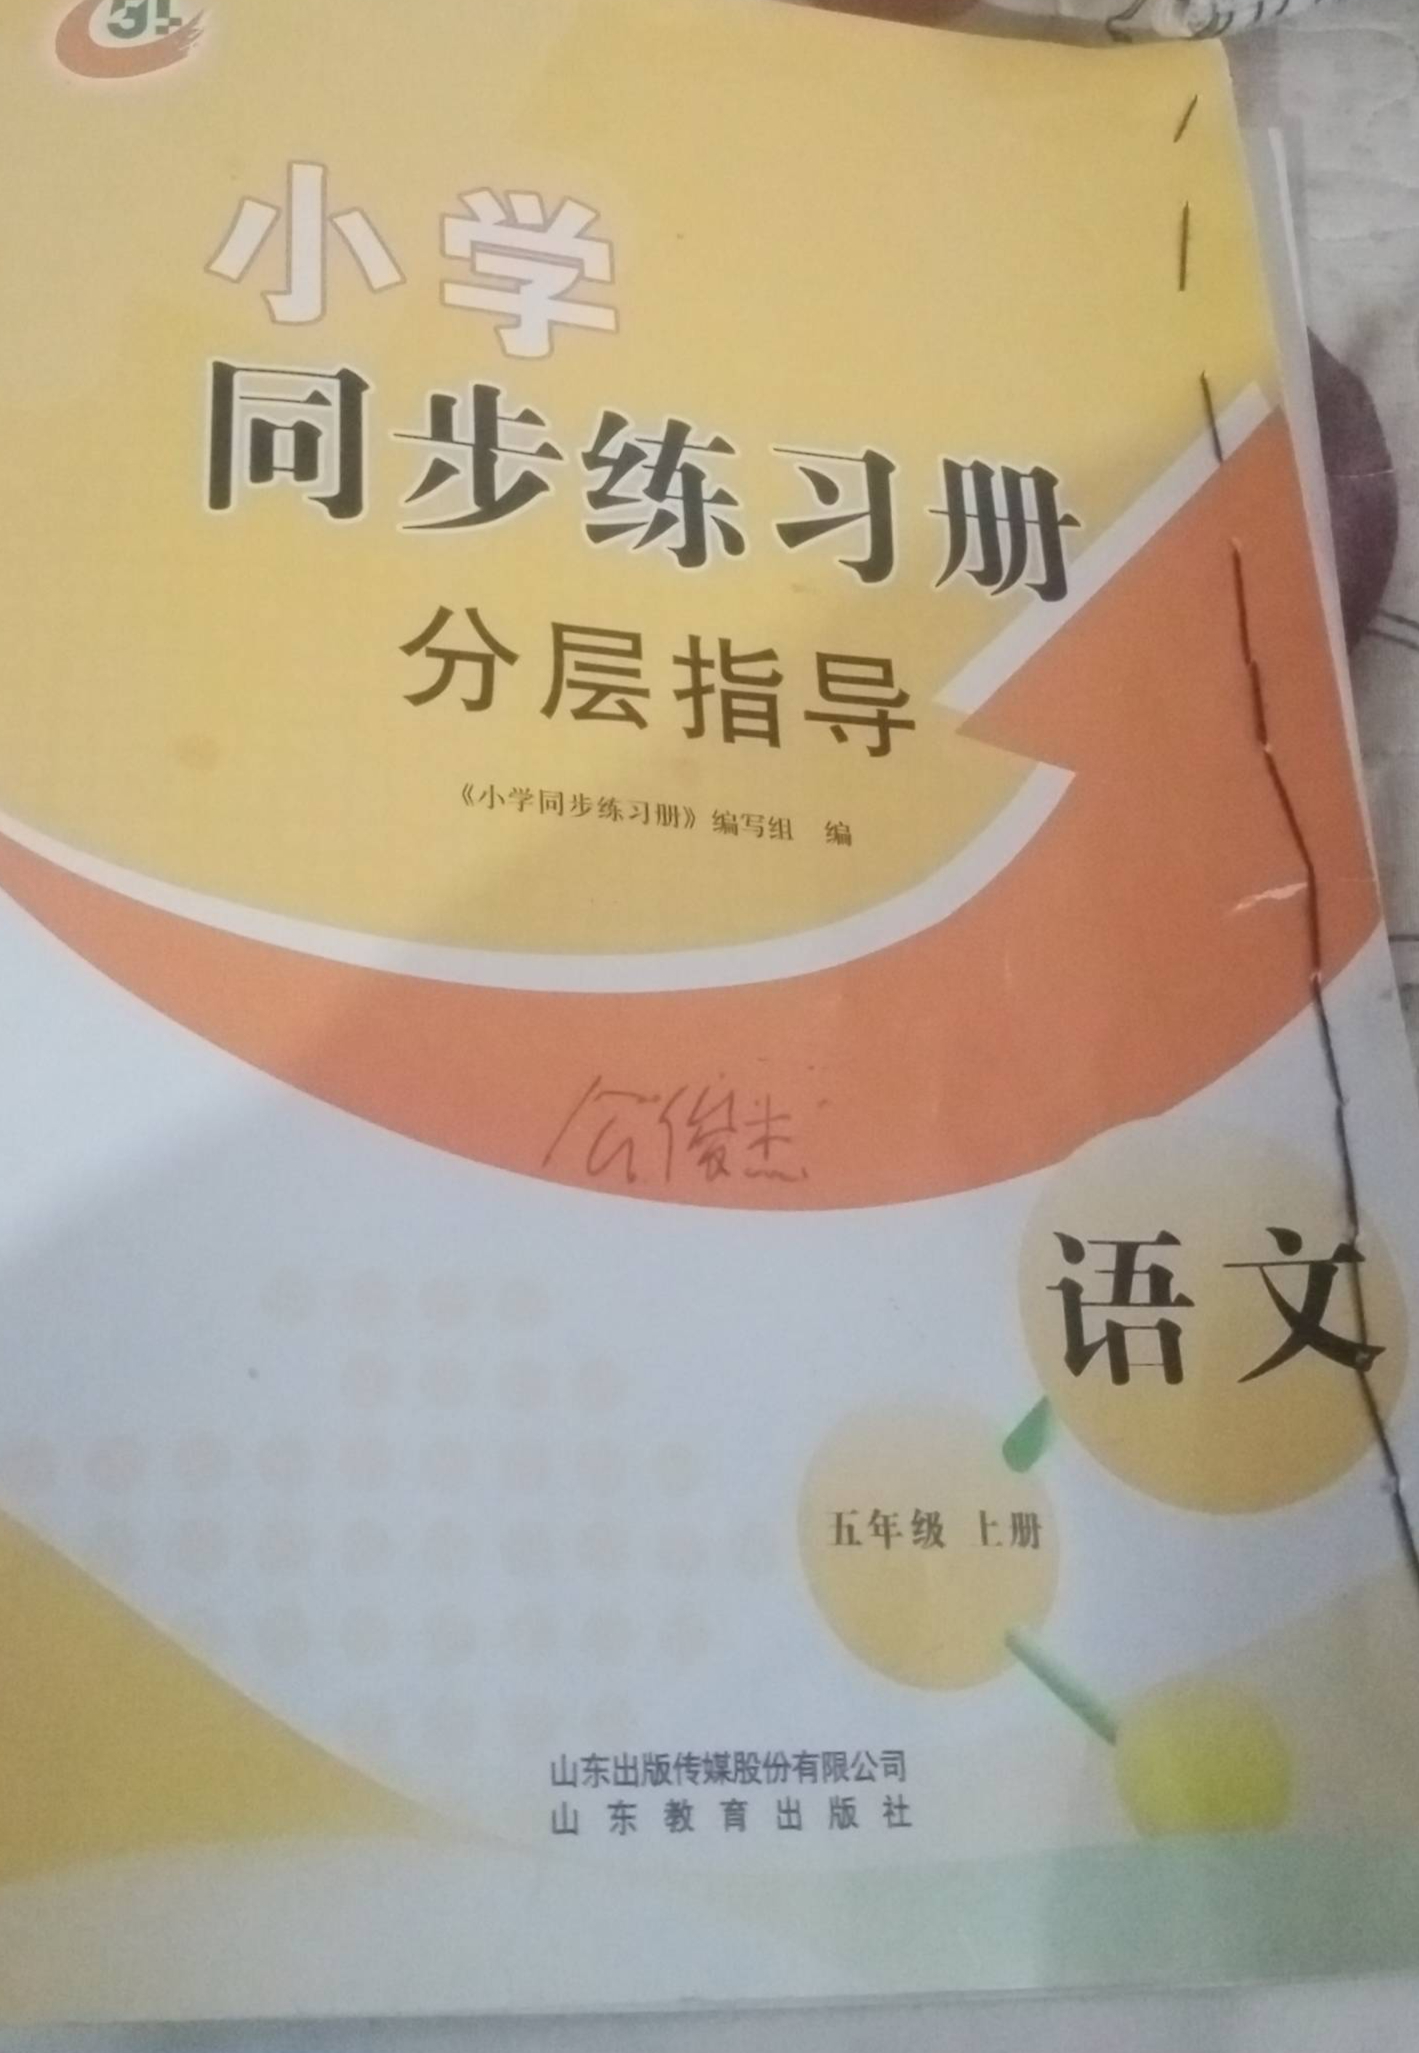 小学
同步练习册
分层指导
《小学同步练习册》编写组 编
俊杰
语文
五年级 上册
山东出版传媒股份有限公司
山东教育出版社